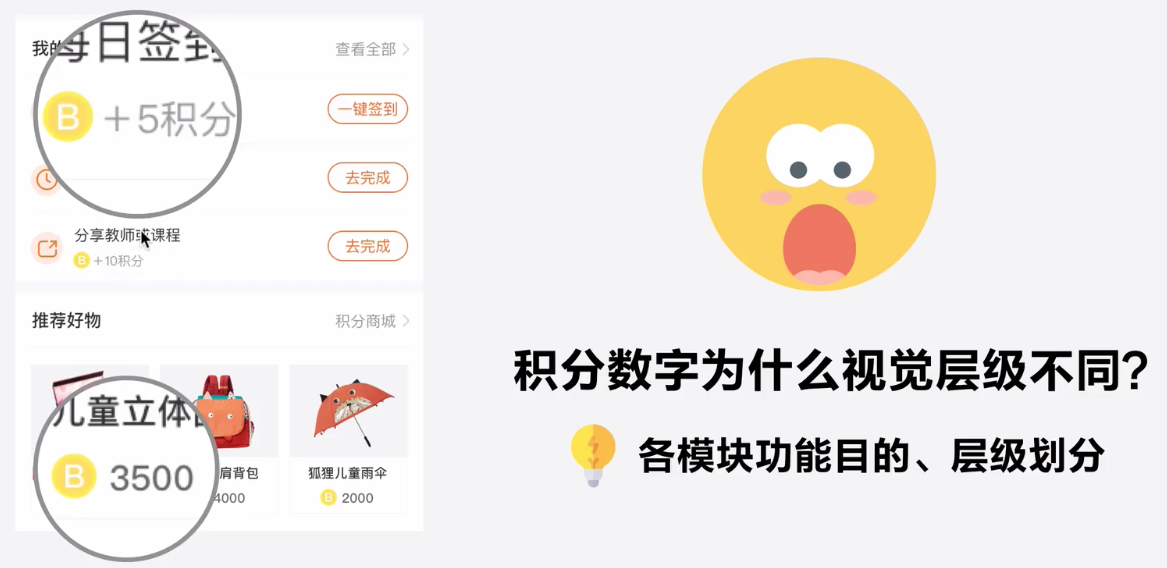 我的
查看全部
每日签到
B +5积分
一键签到
去完成
分享教师或课程
B +10积分
去完成
推荐好物
积分商城
儿童立体
肩背包
狐狸儿童雨伞
B 3500
4000
B 2000
积分数字为什么视觉层级不同?
各模块功能目的、层级划分